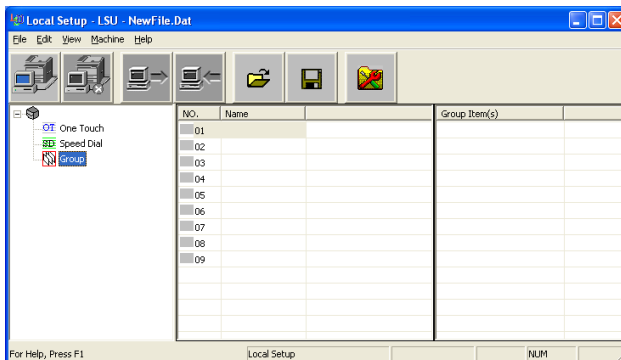 Local Setup - LSU - NewFile.Dat
File Edit View Machine Help
NO. Name Group Item(s)
OT One Touch
SD Speed Dial
Group
01
02
03
04
05
06
07
08
09
For Help, Press F1 Local Setup NUM